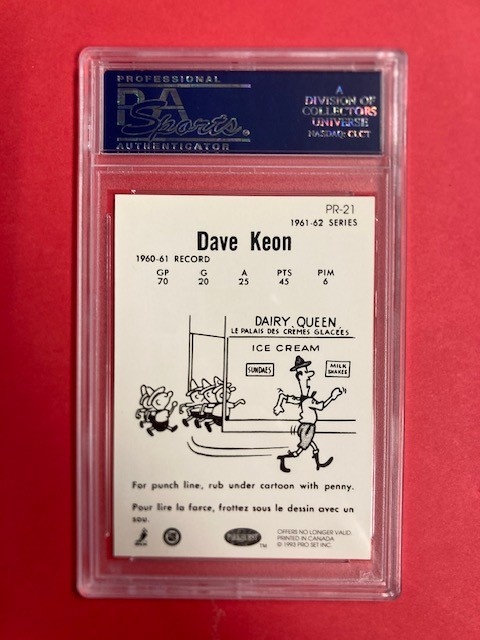 PROFESSIONAL
PSA
Sports.
AUTHENTICATOR
A
DIVISION OF
COLLECTORS
UNIVERSE
NASDAQ: CLCT
PR-21
1961-62 SERIES
Dave Keon
1960-61 RECORD
GP G A PTS PIM
70 20 25 45 6
DAIRY QUEEN
LE PALAIS DES CREMES GLACÉES
ICE CREAM
SUNDAES
MILK
SHAKES
For punch line, rub under cartoon with penny.
Pour lire la farce, frottez sous le dessin avec un
sou.
PARKHURST
TM
OFFERS NO LONGER VALID.
PRINTED IN CANADA
© 1993 PRO SET INC.